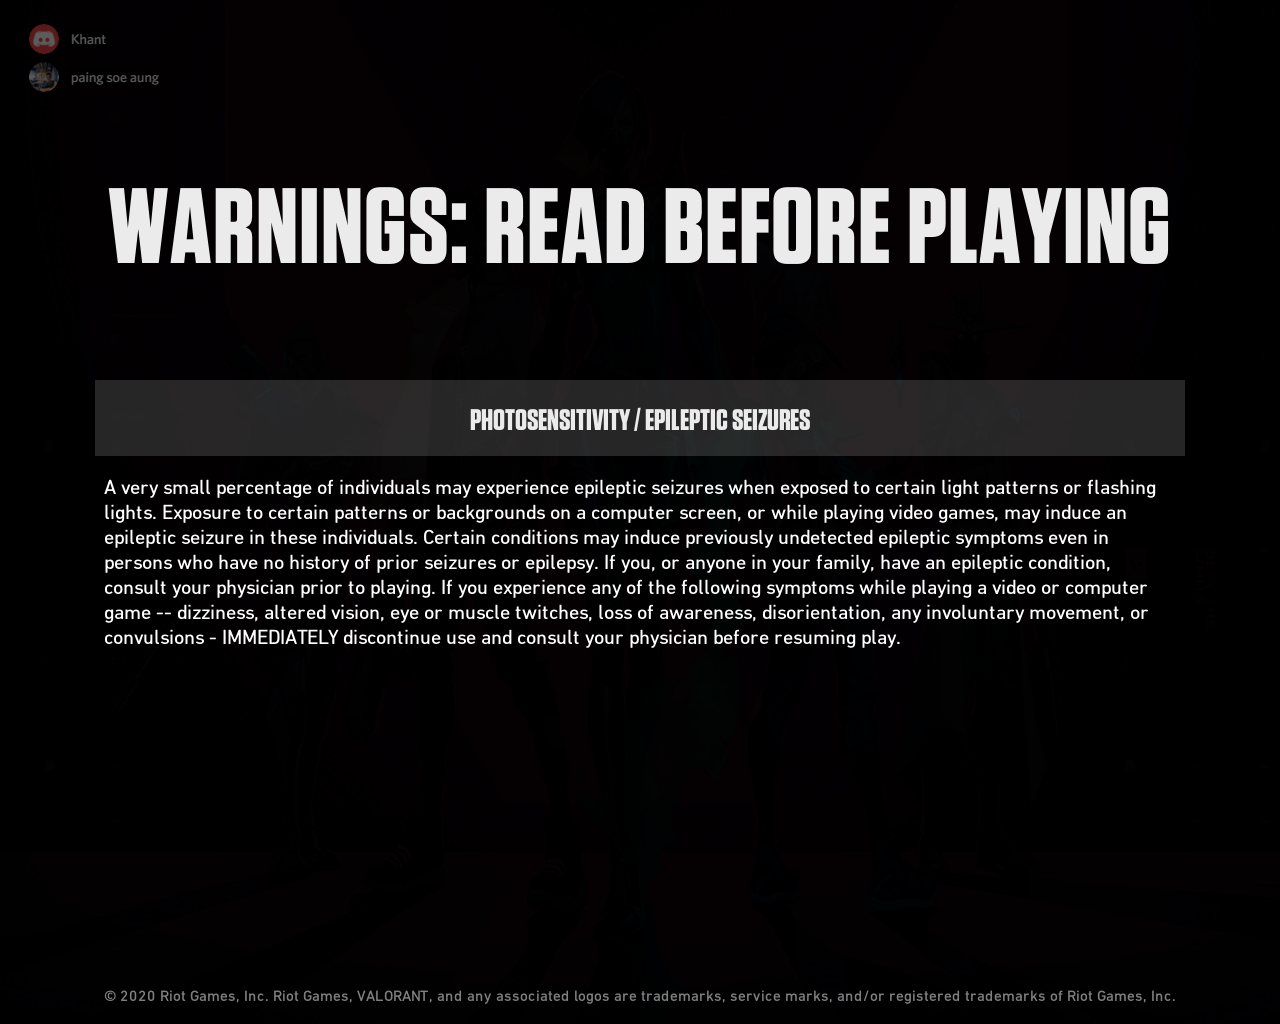 Khant
paing soe aung
WARNINGS: READ BEFORE PLAYING
PHOTOSENSITIVITY / EPILEPTIC SEIZURES
A very small percentage of individuals may experience epileptic seizures when exposed to certain light patterns or flashing
lights. Exposure to certain patterns or backgrounds on a computer screen, or while playing video games, may induce an
epileptic seizure in these individuals. Certain conditions may induce previously undetected epileptic symptoms even in
persons who have no history of prior seizures or epilepsy. If you, or anyone in your family, have an epileptic condition,
consult your physician prior to playing. If you experience any of the following symptoms while playing a video or computer
game -- dizziness, altered vision, eye or muscle twitches, loss of awareness, disorientation, any involuntary movement, or
convulsions - IMMEDIATELY discontinue use and consult your physician before resuming play.
© 2020 Riot Games, Inc. Riot Games, VALORANT, and any associated logos are trademarks, service marks, and/or registered trademarks of Riot Games, Inc.